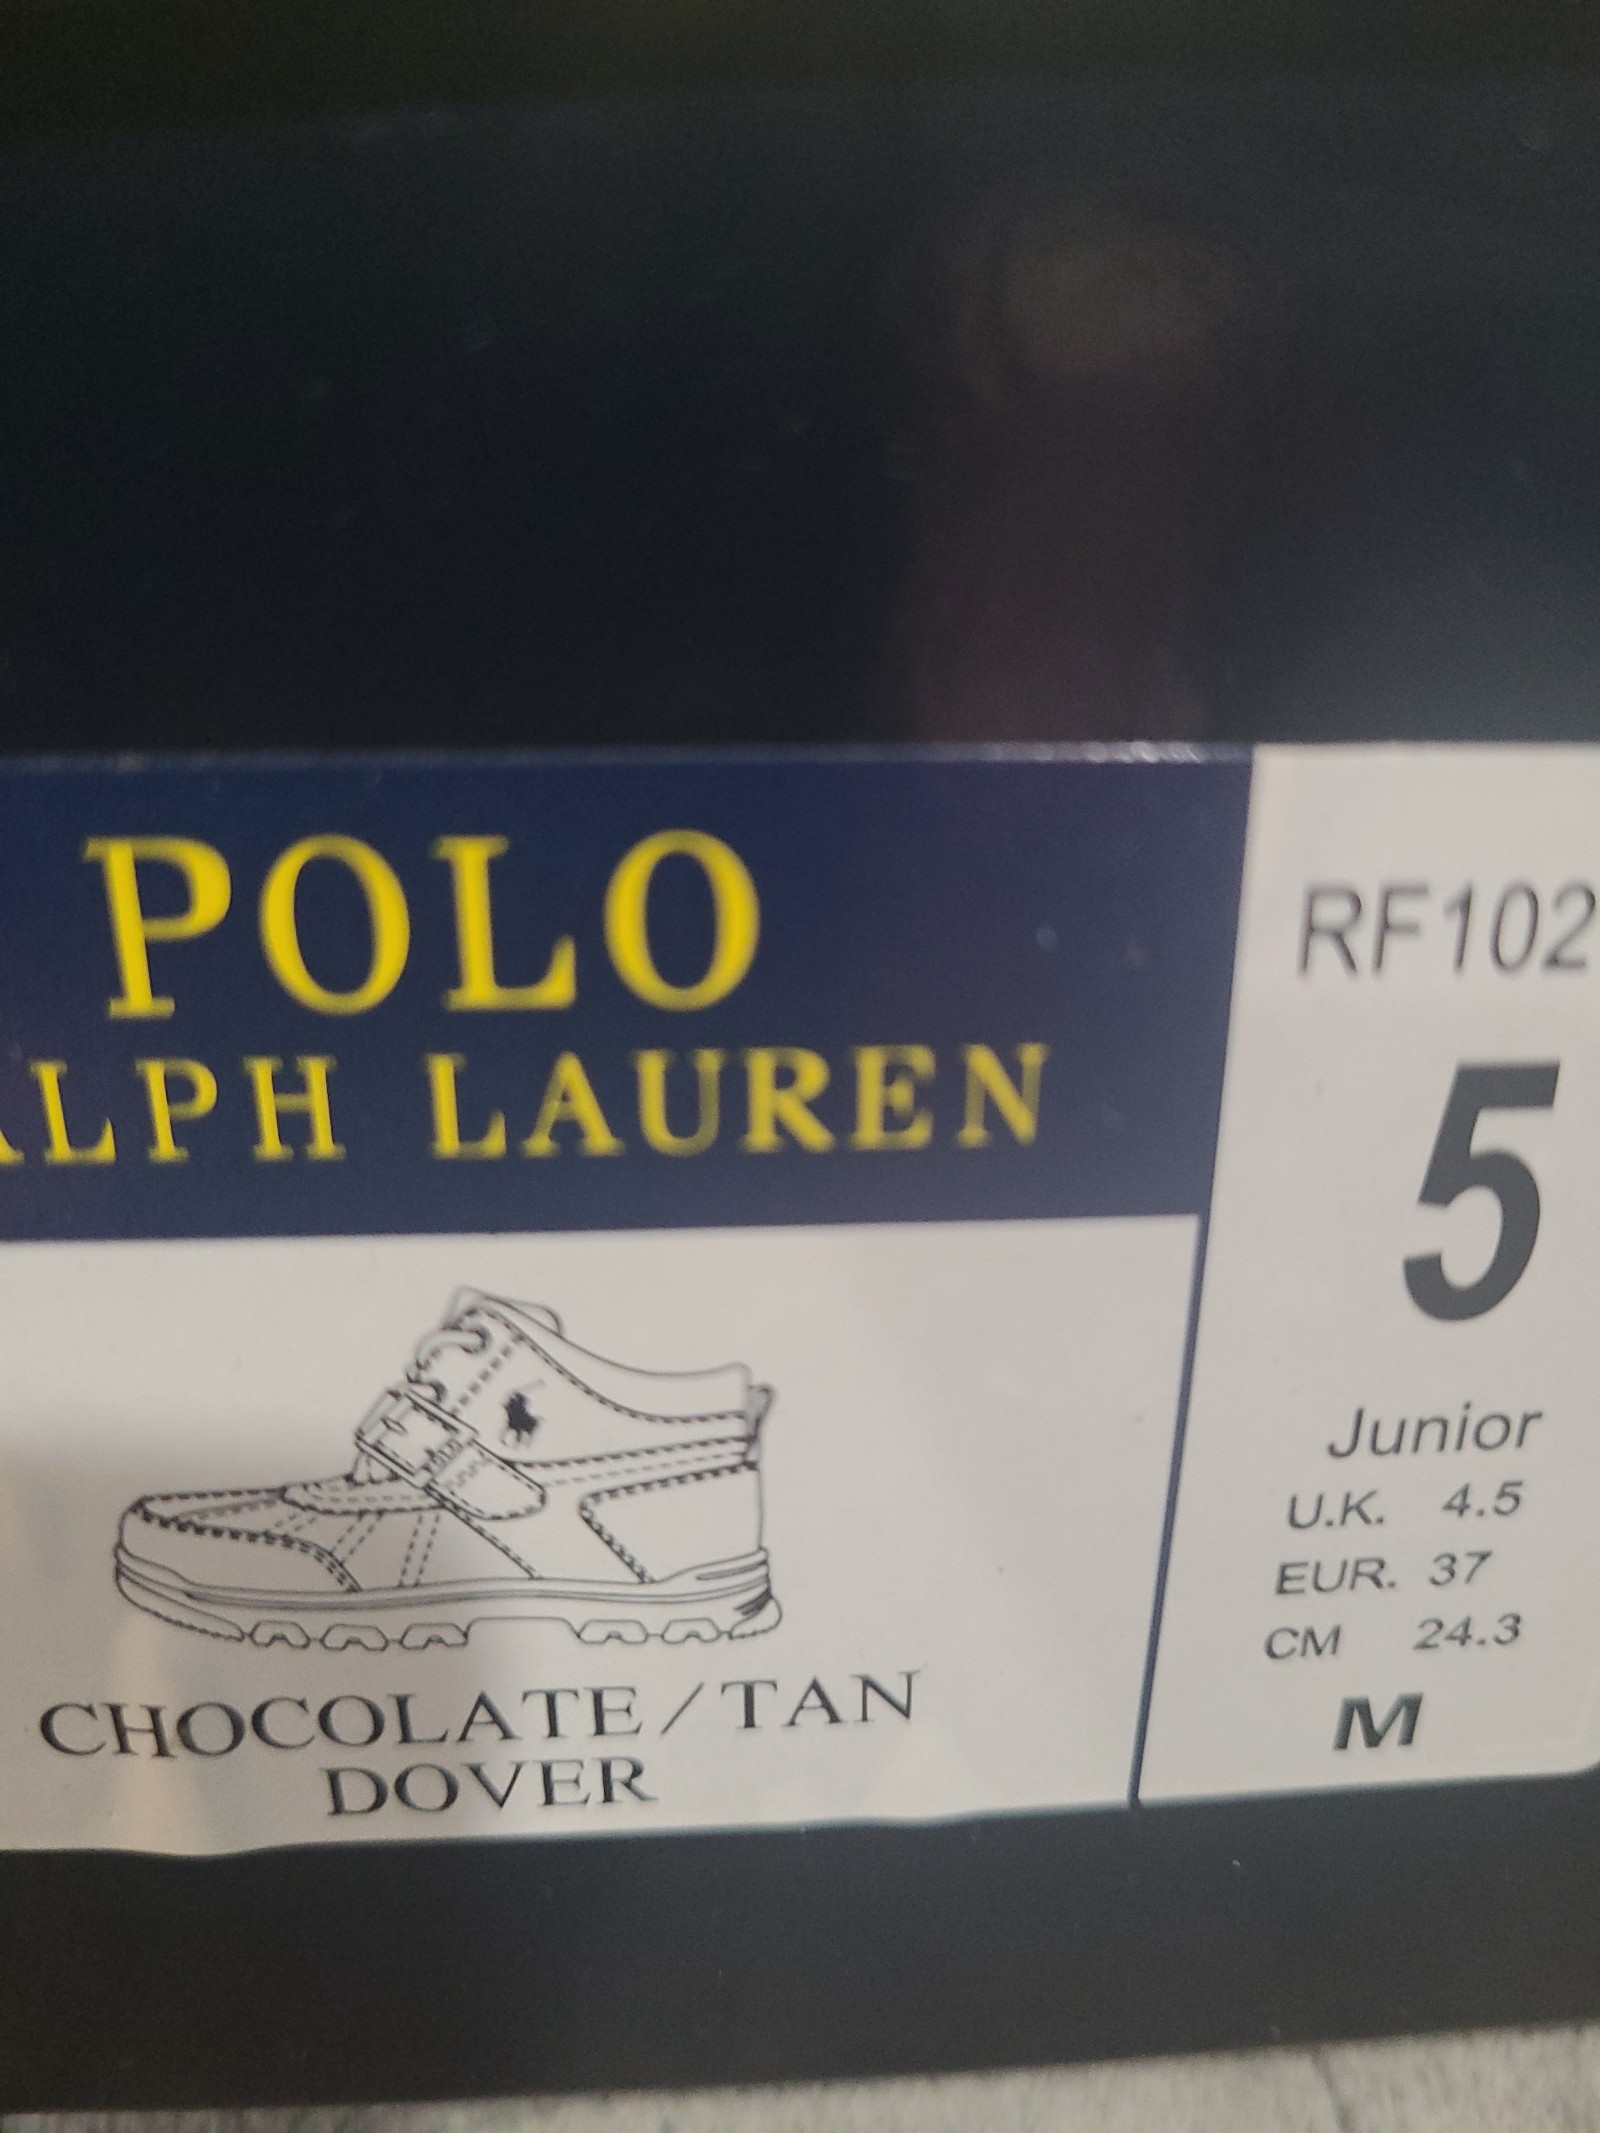 POLO
ALPH LAUREN
RF102
5
Junior
U.K. 4.5
EUR. 37
CM 24.3
M
CHOCOLATE/TAN
DOVER